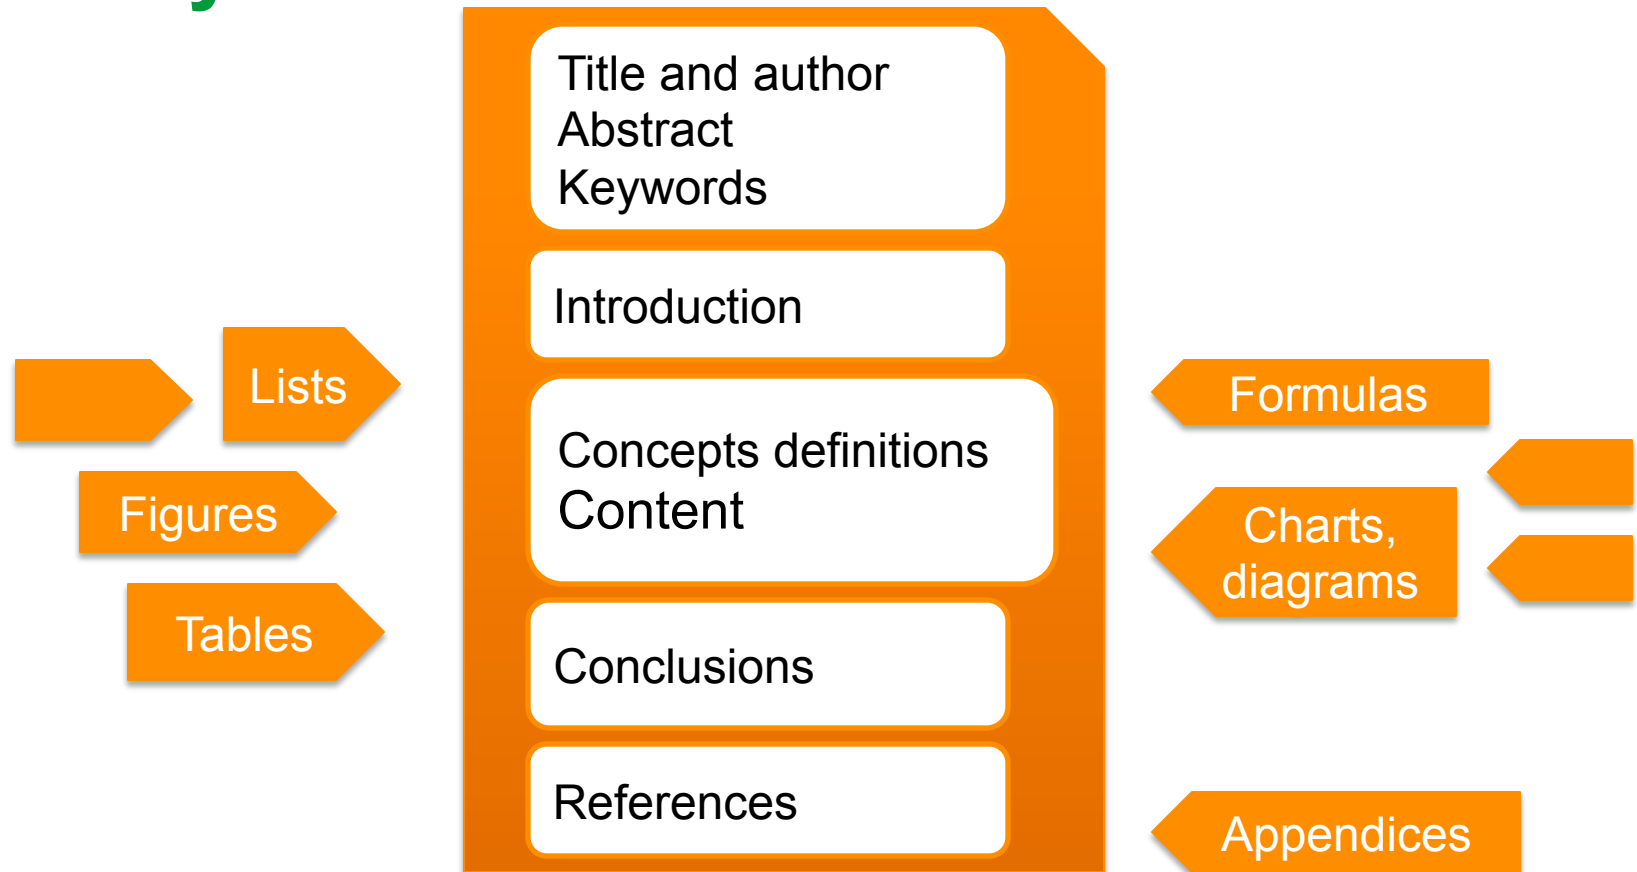 Title and author
Abstract
Keywords
Introduction
Lists
Formulas
Concepts definitions
Content
Figures
Charts,
diagrams
Tables
Conclusions
References
Appendices